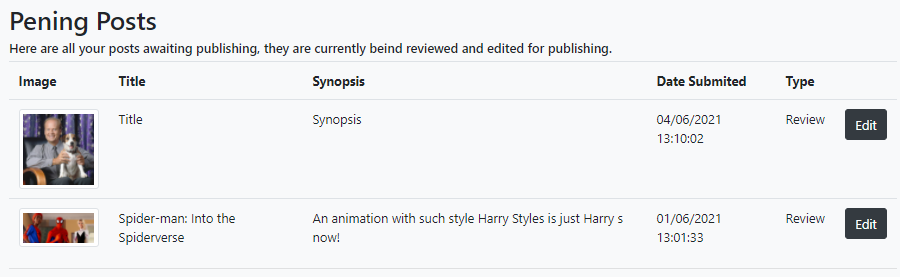 Pening Posts
Here are all your posts awaiting publishing, they are currently beind reviewed and edited for publishing.
Image Title Synopsis Date Submited Type
Title Synopsis 04/06/2021 Review Edit
13:10:02
Spider-man: Into the An animation with such style Harry Styles is just Harry s 01/06/2021 Review Edit
Spiderverse now! 13:01:33